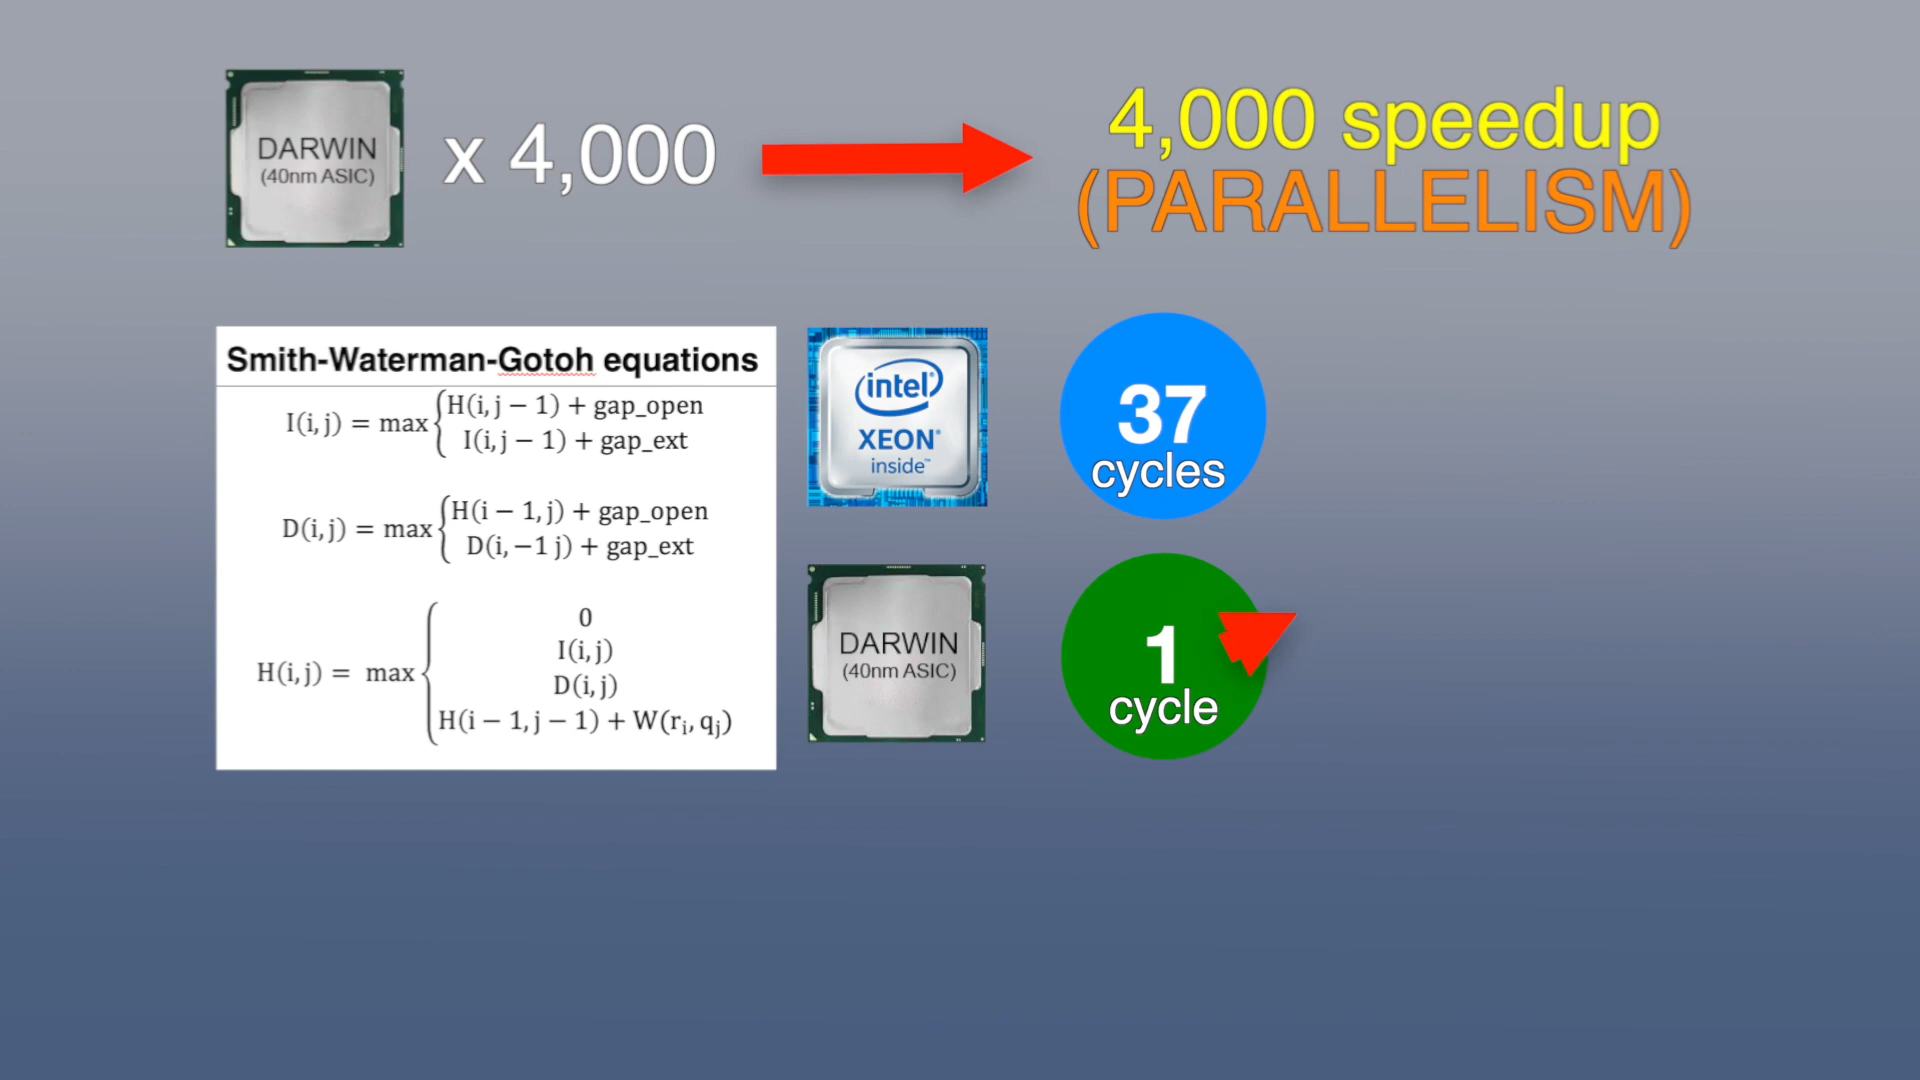 DARWIN
(40nm ASIC)
x 4,000
4,000 speedup
(PARALLELISM)
Smith-Waterman-Gotoh equations
I(i, j) = max { H(i, j − 1) + gap_open
I(i, j − 1) + gap_ext
D(i, j) = max { H(i − 1, j) + gap_open
D(i, −1 j) + gap_ext
H(i, j) = max { 0
I(i, j)
D(i, j)
H(i − 1, j − 1) + W(rᵢ, qⱼ)
intel®
XEON®
inside™
37
cycles
DARWIN
(40nm ASIC)
1
cycle